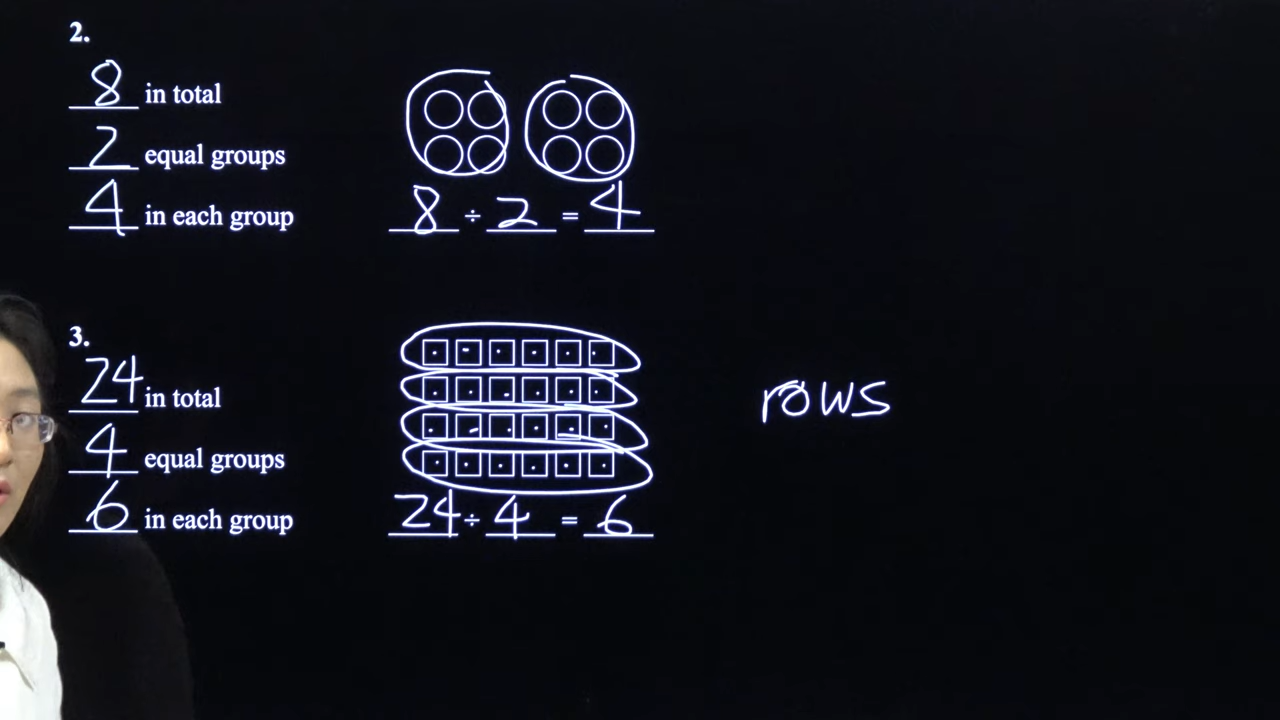 2.
8 in total
2 equal groups
4 in each group
8 ÷ 2 = 4
3.
24 in total
4 equal groups
6 in each group
24 ÷ 4 = 6
rows